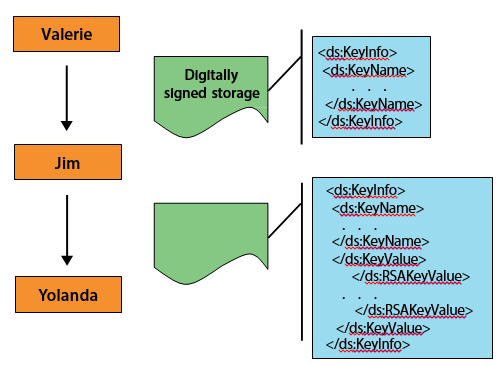 Valerie
Jim
Yolanda
Digitally
signed storage
<ds:KeyInfo>
<ds:KeyName>
. . .
</ds:KeyName>
</ds:KeyInfo>
<ds:KeyInfo>
<ds:KeyName>
. . .
</ds:KeyName>
</ds:KeyValue>
</ds:RSAKeyValue>
. . .
</ds:RSAKeyValue>
</ds:KeyValue>
</ds:KeyInfo>